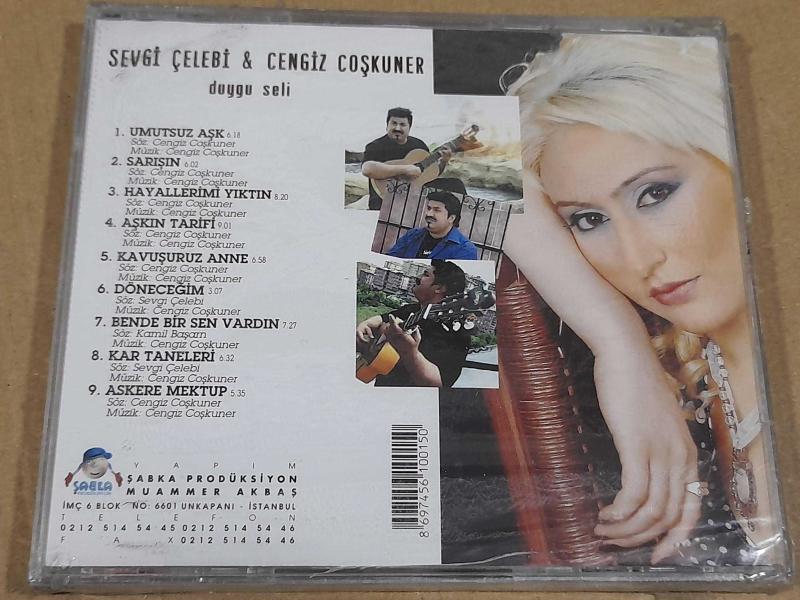 SEVGİ ÇELEBİ & CENGİZ COŞKUNER
duygu seli
1. UMUTSUZ AŞK 6.18
Söz: Cengiz Coşkuner
Müzik: Cengiz Coşkuner
2. SARIŞIN 6.02
Söz: Cengiz Coşkuner
Müzik: Cengiz Coşkuner
3. HAYALLERİMİ YIKTIN 8.20
Söz: Cengiz Coşkuner
Müzik: Cengiz Coşkuner
4. AŞKIN TARİFİ 9.01
Söz: Cengiz Coşkuner
Müzik: Cengiz Coşkuner
5. KAVUŞURUZ ANNE 6.58
Söz: Cengiz Coşkuner
Müzik: Cengiz Coşkuner
6. DÖNECEĞİM 3.07
Söz: Sevgi Çelebi
Müzik: Cengiz Coşkuner
7. BENDE BİR SEN VARDIN 7.27
Söz: Kamil Başarn
Müzik: Cengiz Coşkuner
8. KAR TANELERİ 6.32
Söz: Sevgi Çelebi
Müzik: Cengiz Coşkuner
9. ASKERE MEKTUP 5.35
Söz: Cengiz Coşkuner
Müzik: Cengiz Coşkuner
ŞABKA
YAPIM
ŞABKA PRODÜKSİYON
MUAMMER AKBAŞ
İMÇ 6 BLOK NO: 6601 UNKAPANI - İSTANBUL
TELEFON
0212 514 54 45 0212 514 54 46
FAX 0212 514 54 46
8 697456 100150